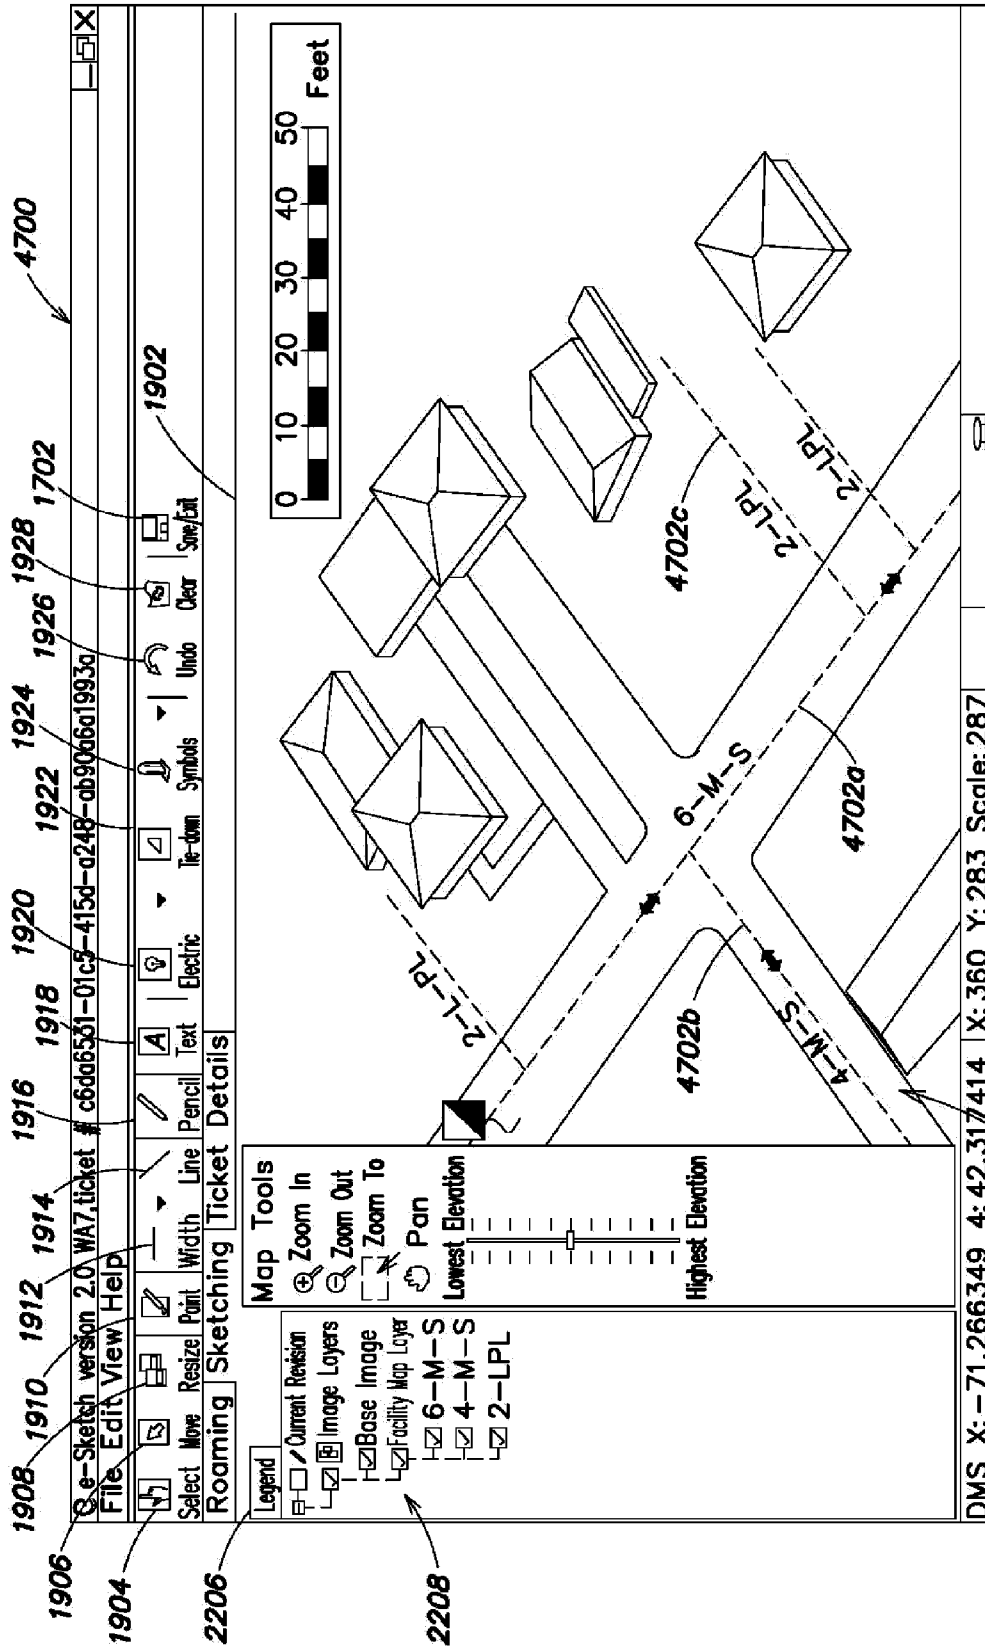 4700
e-Sketch version 2.0 WA7,ticket # c6da6531-01c5-415d-a248-ab90a6a1993a
File Edit View Help
1904
1906
1908
1910
1912
1914
1916
1918
1920
1922
1924
1926
1928
1702
1902
Select Move Resize Paint Width Line Pencil Text Electric Tie-down Symbols Undo Clear Save/Exit
Roaming Sketching Ticket Details
2206
Legend
Current Revision
Image Layers
Base Image
Facility Map Layer
6-M-S
4-M-S
2-LPL
2208
Map Tools
Zoom In
Zoom Out
Zoom To
Pan
Lowest Elevation
Highest Elevation
0 10 20 30 40 50
Feet
2-L-PL
6-M-S
4-M-S
2-LPL
2-LPL
4702a
4702b
4702c
DMS X:-71.266349 4:42.317414 X:360 Y:283 Scale:287